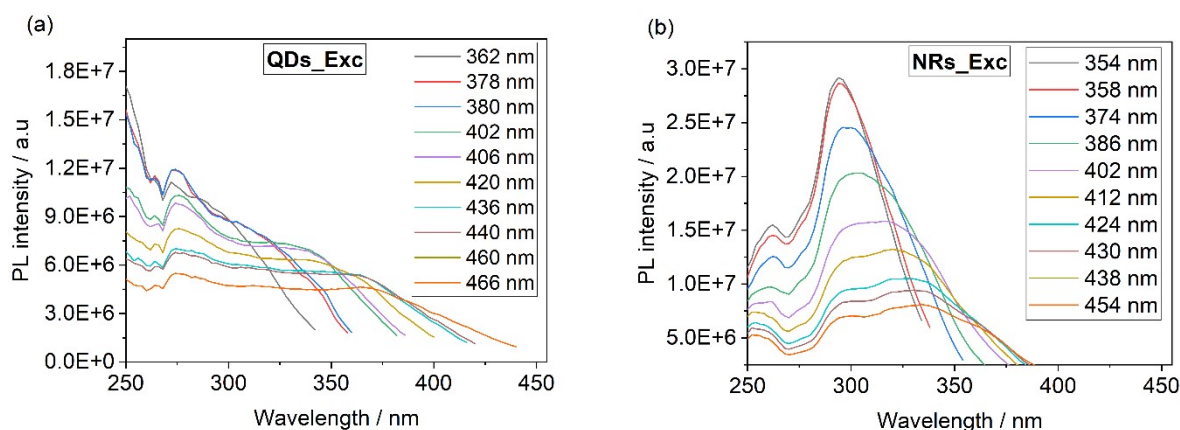 (a)
QDs_Exc
362 nm
378 nm
380 nm
402 nm
406 nm
420 nm
436 nm
440 nm
460 nm
466 nm
PL intensity / a.u
1.8E+7
1.5E+7
1.2E+7
9.0E+6
6.0E+6
3.0E+6
0.0E+0
250 300 350 400 450
Wavelength / nm
(b)
NRs_Exc
354 nm
358 nm
374 nm
386 nm
402 nm
412 nm
424 nm
430 nm
438 nm
454 nm
PL intensity / a.u
3.0E+7
2.5E+7
2.0E+7
1.5E+7
1.0E+7
5.0E+6
250 300 350 400 450
Wavelength / nm